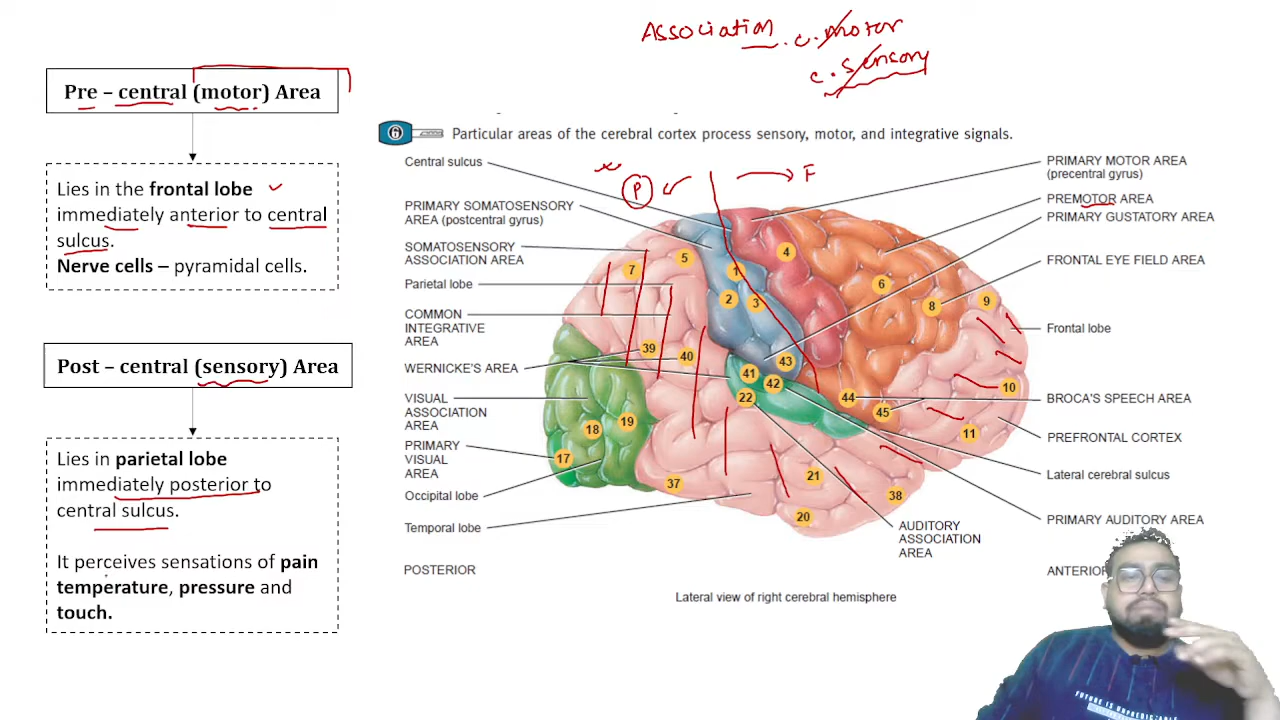 Association
c. motor
c. sensory
Pre – central (motor) Area
Lies in the frontal lobe
immediately anterior to central
sulcus.
Nerve cells – pyramidal cells.
Post – central (sensory) Area
Lies in parietal lobe
immediately posterior to
central sulcus.
It perceives sensations of pain
temperature, pressure and
touch.
6
Particular areas of the cerebral cortex process sensory, motor, and integrative signals.
P
F
Central sulcus
PRIMARY SOMATOSENSORY
AREA (postcentral gyrus)
SOMATOSENSORY
ASSOCIATION AREA
Parietal lobe
COMMON
INTEGRATIVE
AREA
WERNICKE'S AREA
VISUAL
ASSOCIATION
AREA
PRIMARY
VISUAL
AREA
Occipital lobe
Temporal lobe
POSTERIOR
7
5
1
4
2
3
6
8
9
39
40
41
43
42
22
44
45
10
11
18
19
17
37
21
20
38
PRIMARY MOTOR AREA
(precentral gyrus)
PREMOTOR AREA
PRIMARY GUSTATORY AREA
FRONTAL EYE FIELD AREA
Frontal lobe
BROCA'S SPEECH AREA
PREFRONTAL CORTEX
Lateral cerebral sulcus
PRIMARY AUDITORY AREA
AUDITORY
ASSOCIATION
AREA
ANTERIOR
Lateral view of right cerebral hemisphere